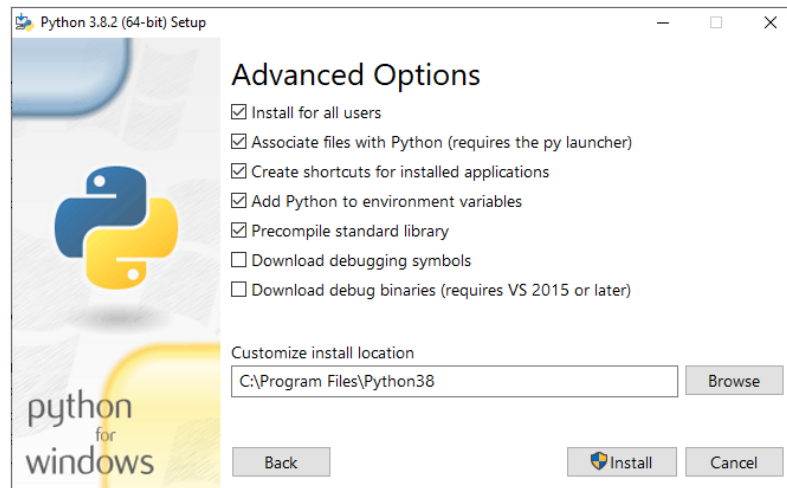 Python 3.8.2 (64-bit) Setup
Advanced Options
Install for all users
Associate files with Python (requires the py launcher)
Create shortcuts for installed applications
Add Python to environment variables
Precompile standard library
Download debugging symbols
Download debug binaries (requires VS 2015 or later)
Customize install location
C:\Program Files\Python38
Browse
python
for
windows
Back
Install
Cancel